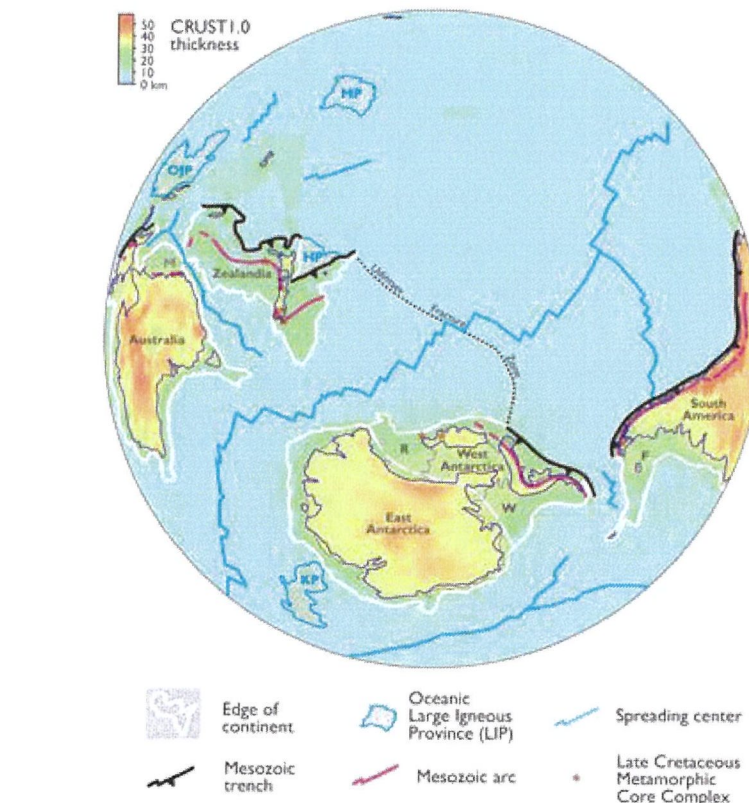 50
CRUST1.0
40
thickness
30
20
10
0 km
MP
OJP
HP
Zealandia
M
Australia
Udintsev
Fracture
Zone
South
America
F
R
West
Antarctica
W
East
Antarctica
KP
Edge of
continent
Oceanic
Large Igneous
Province (LIP)
Spreading center
Mesozoic
trench
Mesozoic arc
Late Cretaceous
Metamorphic
Core Complex